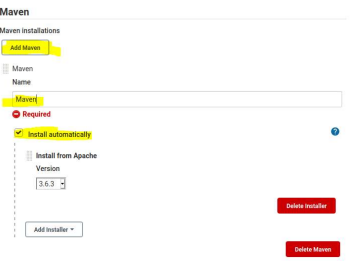 Maven
Maven installations
Add Maven
Maven
Name
Maven
Required
Install automatically
?
Install from Apache
Version
3.6.3
Delete Installer
Add Installer
Delete Maven